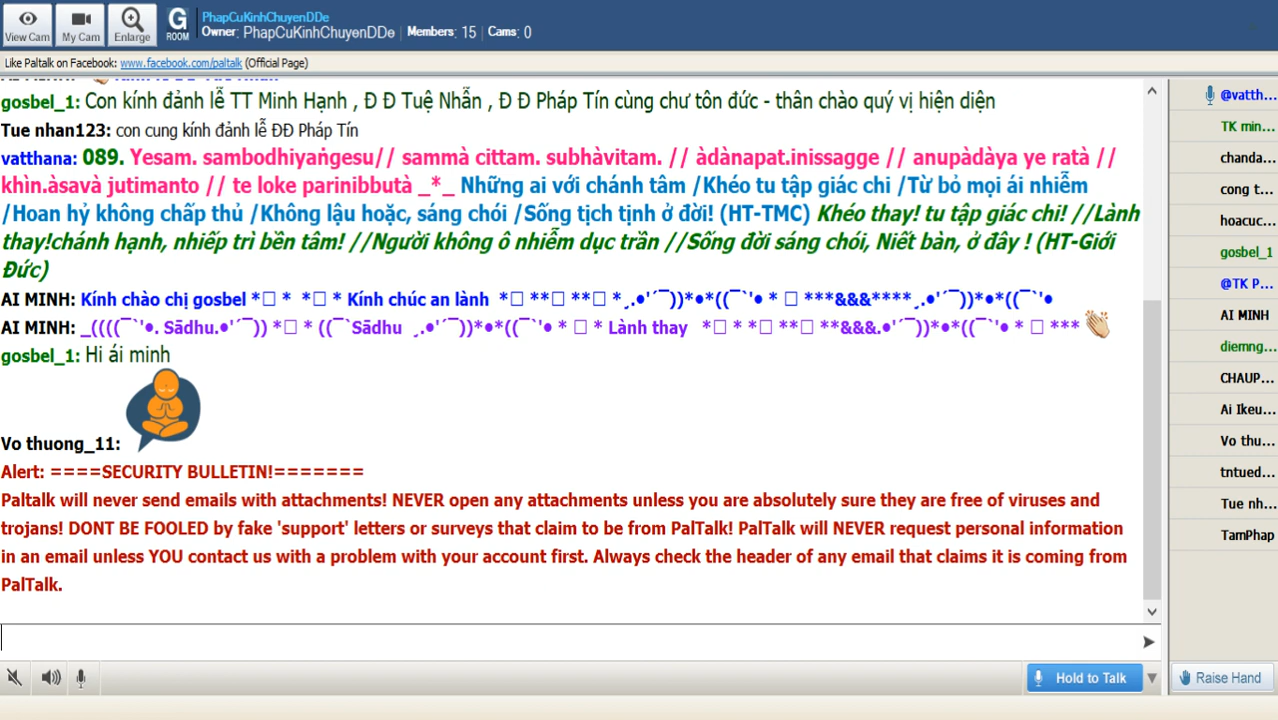 View Cam
My Cam
Enlarge
G
ROOM
PhapCuKinhChuyenDDe
Owner: PhapCuKinhChuyenDDe | Members: 15 | Cams: 0
Like Paltalk on Facebook: www.facebook.com/paltalk (Official Page)
gosbel_1: Con kính đảnh lễ TT Minh Hạnh , Đ Đ Tuệ Nhẫn , Đ Đ Pháp Tín cùng chư tôn đức - thân chào quý vị hiện diện
Tue nhan123: con cung kính đảnh lễ ĐĐ Pháp Tín
vatthana: 089. Yesam. sambodhiyaṅgesu// sammà cittam. subhàvitam. // àdànapat.inissagge // anupàdàya ye ratà //
khìn.àsavà jutimanto // te loke parinibbutà _*_ Những ai với chánh tâm /Khéo tu tập giác chi /Từ bỏ mọi ái nhiễm
/Hoan hỷ không chấp thủ /Không lậu hoặc, sáng chói /Sống tịch tịnh ở đời! (HT-TMC) Khéo thay! tu tập giác chi! //Lành
thay!chánh hạnh, nhiếp trì bền tâm! //Người không ô nhiễm dục trần //Sống đời sáng chói, Niết bàn, ở đây ! (HT-Giới
Đức)
AI MINH: Kính chào chị gosbel *□ * *□ * Kính chúc an lành *□ **□ **□ *¸.•'´¯))*•*((¯`'• * □ ***&&&****¸.•'´¯))*•*((¯`'•
AI MINH: _((((¯`'•. Sādhu.•'´¯)) *□ * ((¯`Sādhu ¸.•'´¯))*•*((¯`'• * □ * Lành thay *□ * *□ **□ **&&&.•'´¯))*•*((¯`'• * □ ***
gosbel_1: Hi ái minh
Vo thuong_11:
Alert: ====SECURITY BULLETIN!=======
Paltalk will never send emails with attachments! NEVER open any attachments unless you are absolutely sure they are free of viruses and
trojans! DONT BE FOOLED by fake 'support' letters or surveys that claim to be from PalTalk! PalTalk will NEVER request personal information
in an email unless YOU contact us with a problem with your account first. Always check the header of any email that claims it is coming from
PalTalk.
Hold to Talk
@vatth...
TK min...
chanda...
cong t...
hoacuc...
gosbel_1
@TK P...
AI MINH
diemng...
CHAUP...
Ai Ikeu...
Vo thu...
tntued...
Tue nh...
TamPhap
Raise Hand